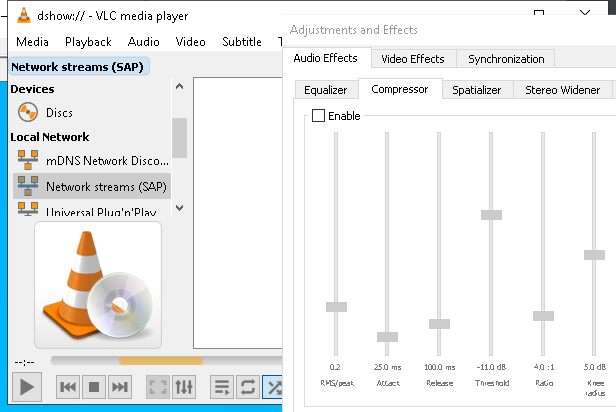 dshow:// - VLC media player
Media Playback Audio Video Subtitle T
Network streams (SAP)
Devices
Discs
Local Network
mDNS Network Disco...
Network streams (SAP)
Universal Plug'n'Play
--:--
Adjustments and Effects
Audio Effects Video Effects Synchronization
Equalizer Compressor Spatializer Stereo Widener
Enable
0.2 25.0 ms 100.0 ms -11.0 dB 4.0 :1 5.0 dB
RMS/peak Attack Release Threshold Ratio Knee radius